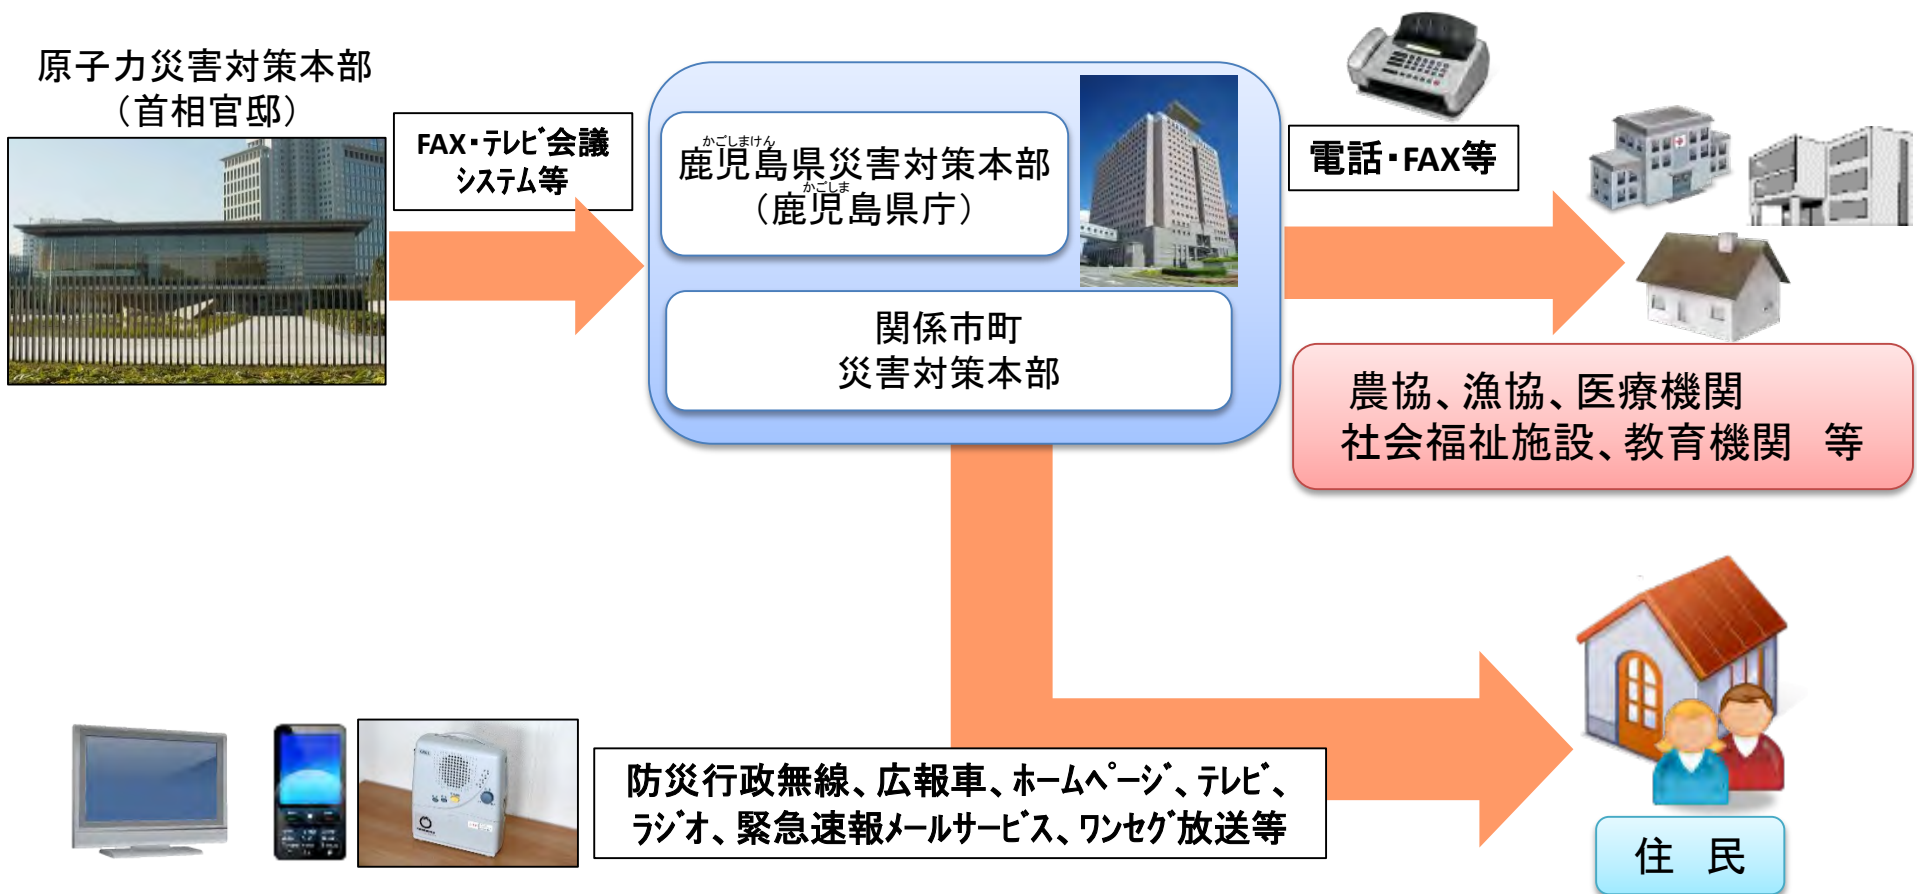 原子力災害対策本部
（首相官邸）
FAX・テレビ会議
システム等
かごしまけん
鹿児島県災害対策本部
かごしま
（鹿児島県庁）
関係市町
災害対策本部
電話・FAX等
農協、漁協、医療機関
社会福祉施設、教育機関　等
防災行政無線、広報車、ホームページ、テレビ、
ラジオ、緊急速報メールサービス、ワンセグ放送等
住　民